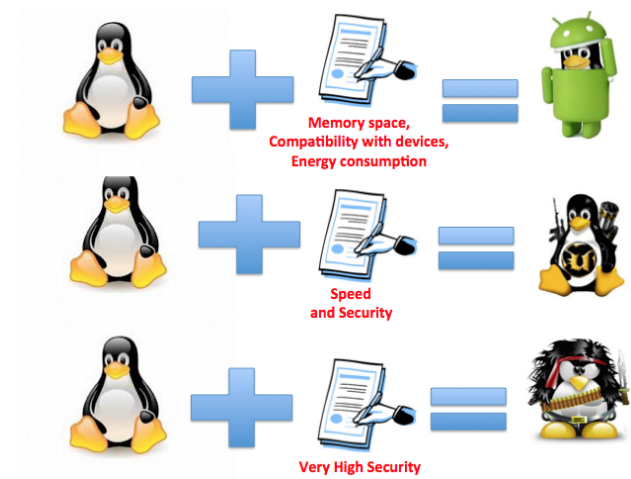 Memory space,
Compatibility with devices,
Energy consumption
Speed
and Security
Very High Security